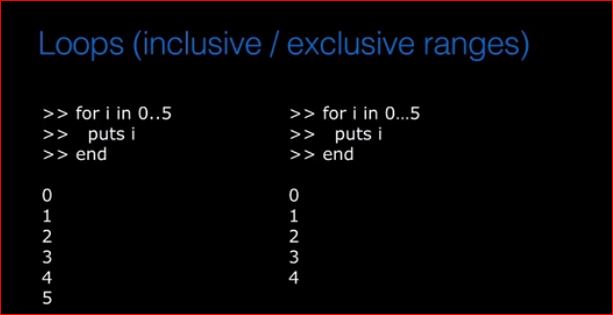 Loops (inclusive / exclusive ranges)
>> for i in 0..5
>>   puts i
>> end
0
1
2
3
4
5
>> for i in 0...5
>>   puts i
>> end
0
1
2
3
4